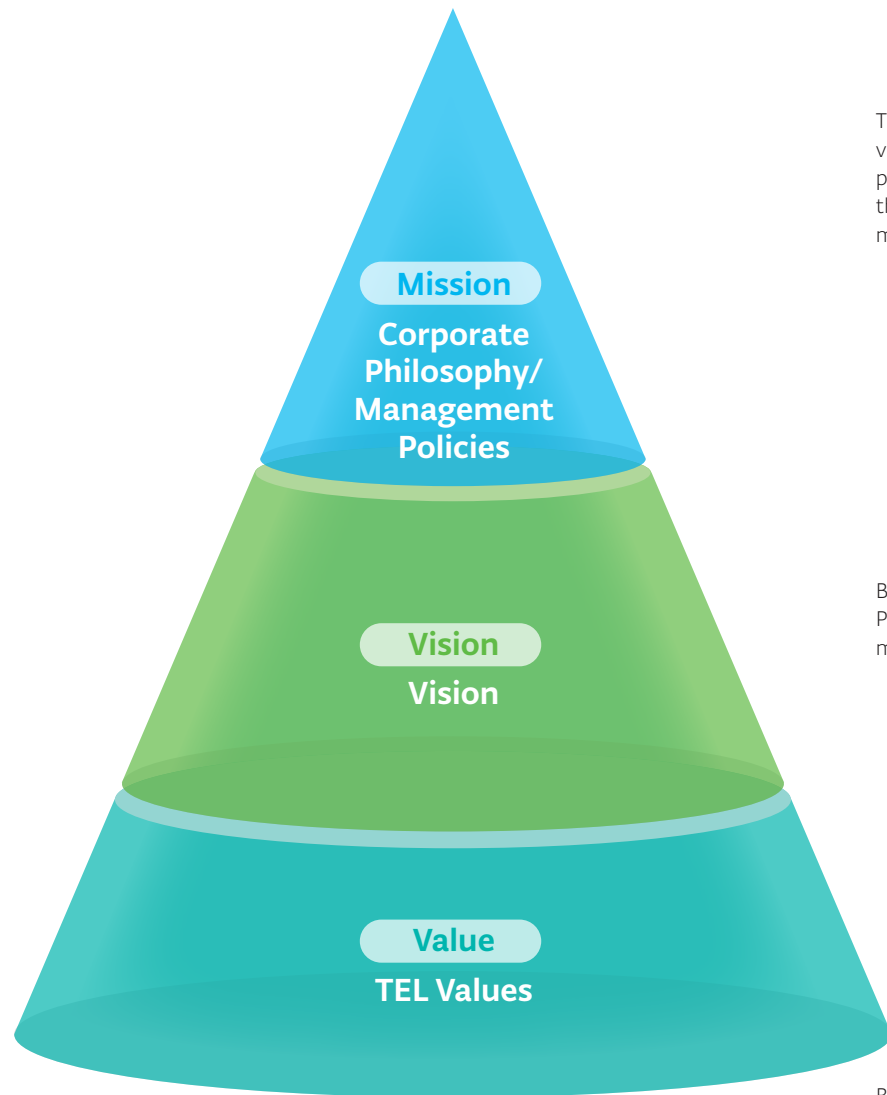 Mission
Corporate
Philosophy/
Management
Policies
Vision
Vision
Value
TEL Values